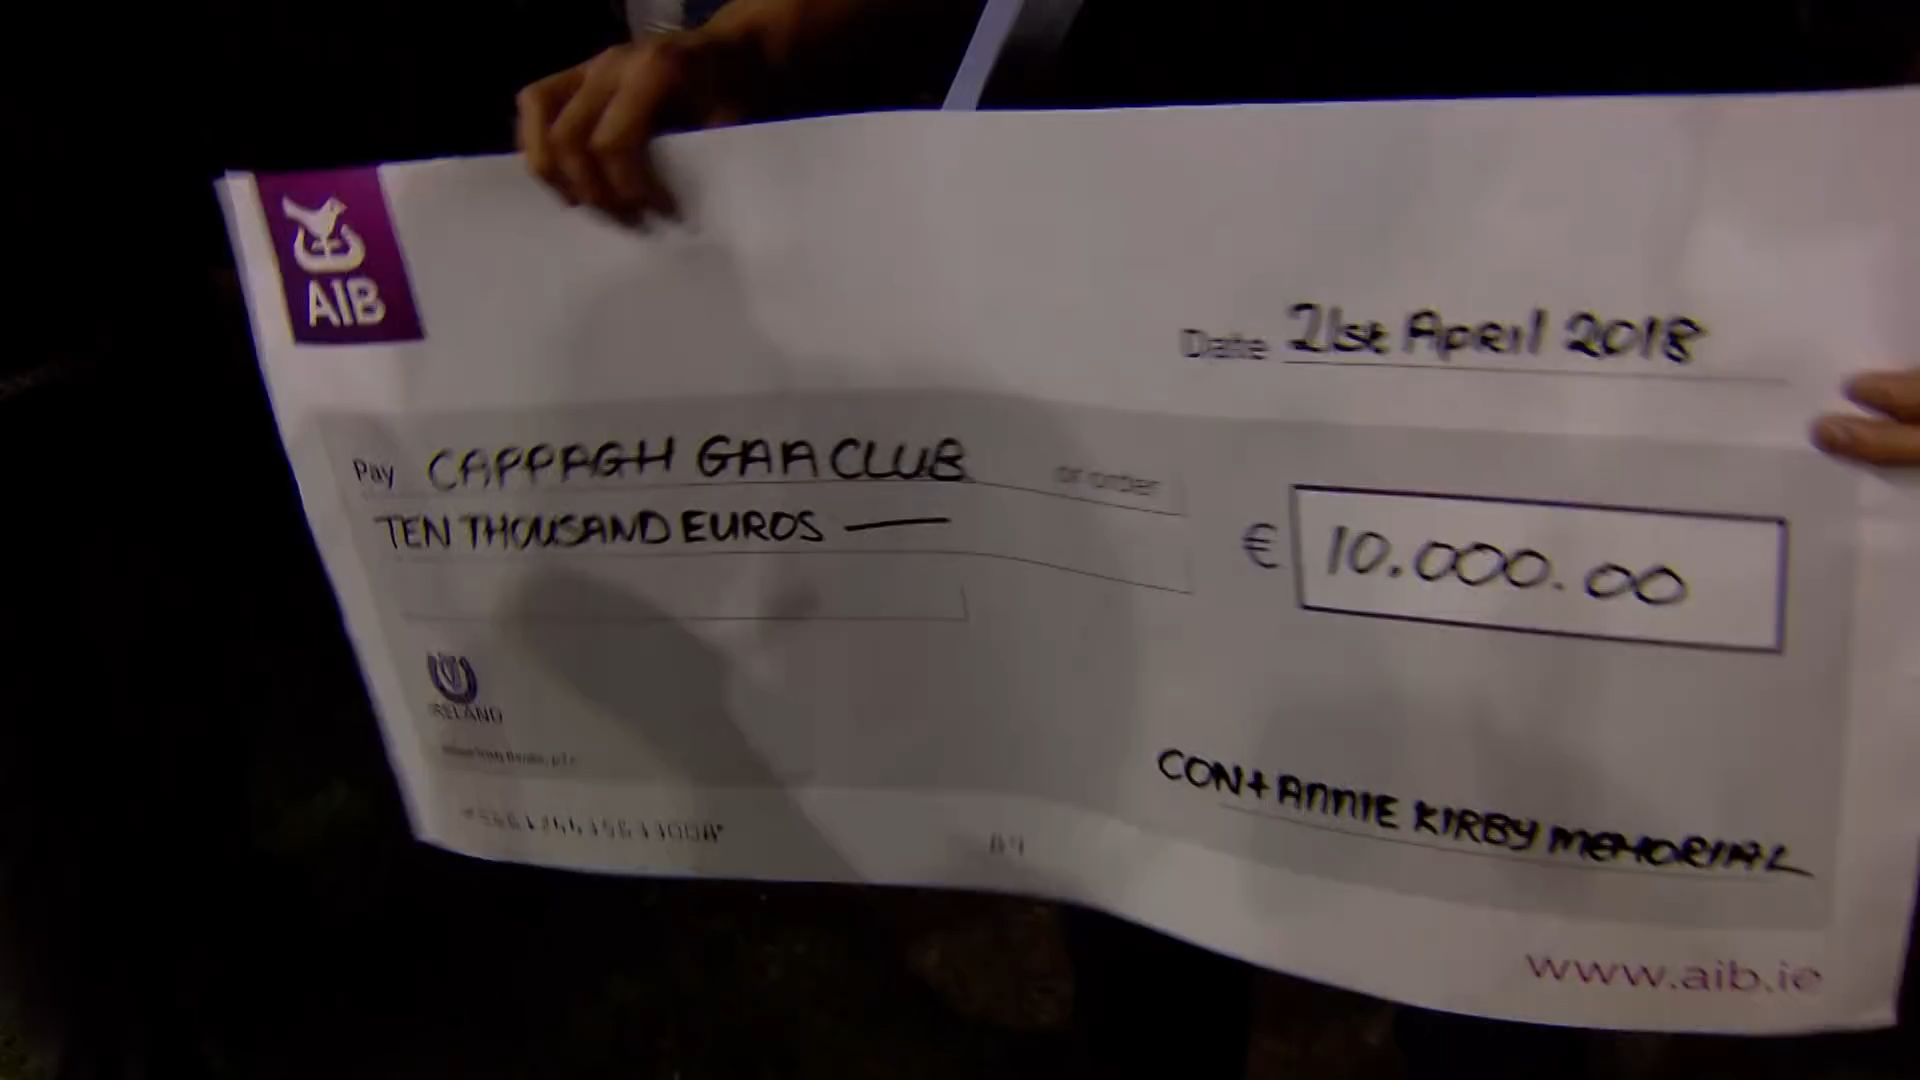 AIB
Date 21st April 2018
Pay CAPPAGH GAA CLUB or order
TEN THOUSAND EUROS —
€ 10.000.00
IRELAND
CON + ANNIE KIRBY MEMORIAL
www.aib.ie